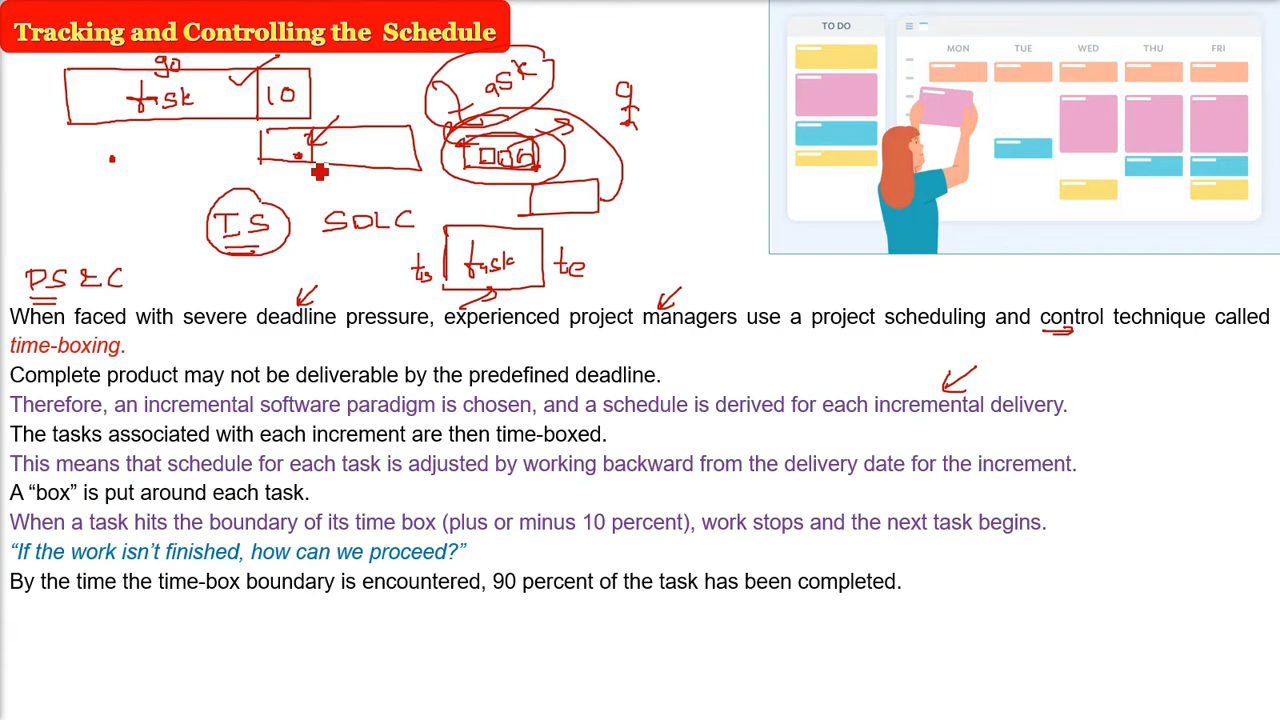 Tracking and Controlling the Schedule
TO DO
MON TUE WED THU FRI
90
task 10
ask
IS SDLC
ts task te
PS & C
When faced with severe deadline pressure, experienced project managers use a project scheduling and control technique called
time-boxing.
Complete product may not be deliverable by the predefined deadline.
Therefore, an incremental software paradigm is chosen, and a schedule is derived for each incremental delivery.
The tasks associated with each increment are then time-boxed.
This means that schedule for each task is adjusted by working backward from the delivery date for the increment.
A “box” is put around each task.
When a task hits the boundary of its time box (plus or minus 10 percent), work stops and the next task begins.
“If the work isn’t finished, how can we proceed?”
By the time the time-box boundary is encountered, 90 percent of the task has been completed.